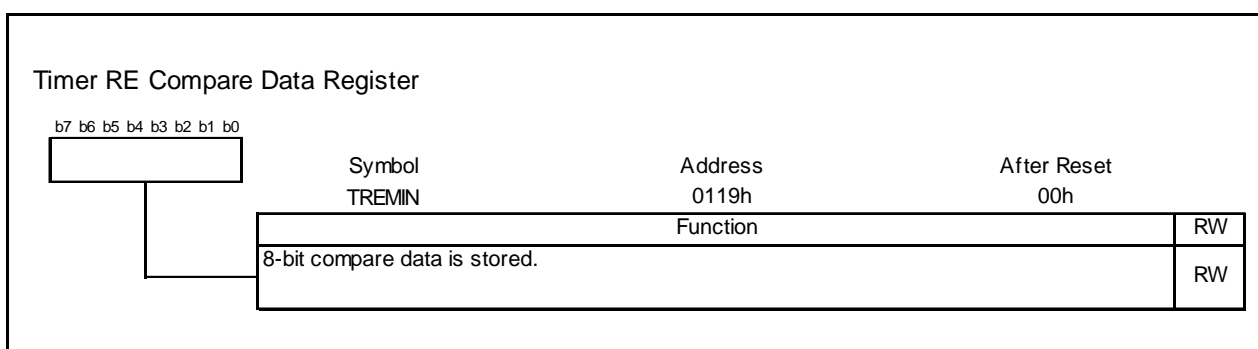 Timer RE Compare Data Register
b7 b6 b5 b4 b3 b2 b1 b0
Symbol Address After Reset
TREMIN 0119h 00h
Function RW
8-bit compare data is stored.
RW